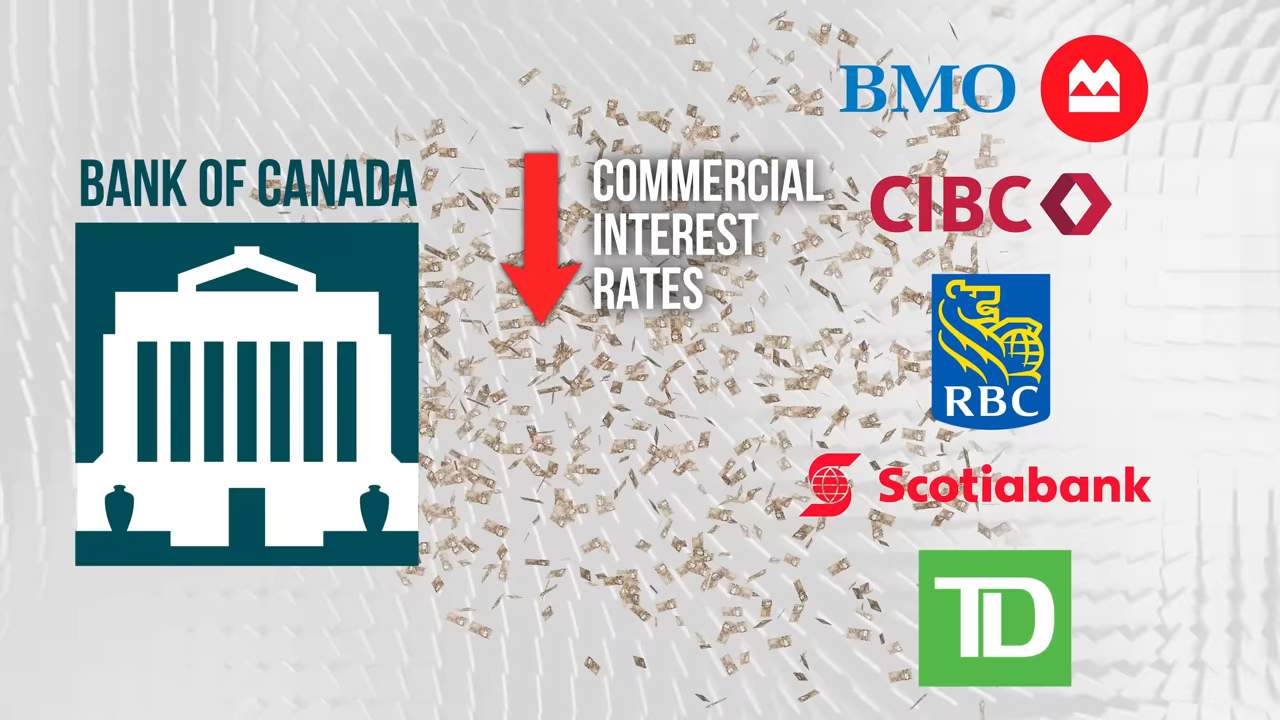 BANK OF CANADA
COMMERCIAL
INTEREST
RATES
BMO
CIBC
RBC
Scotiabank
TD